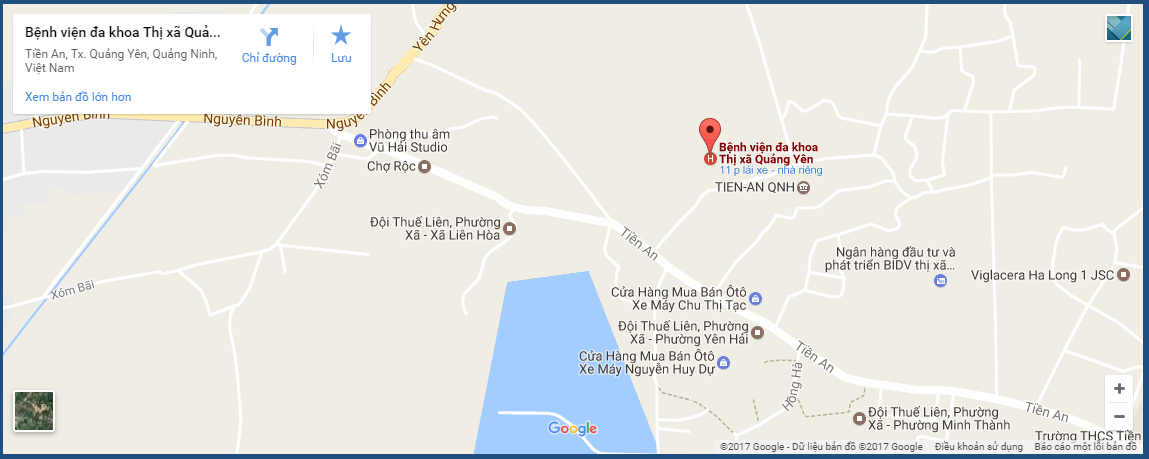 Bệnh viện đa khoa Thị xã Quả...
Tiền An, Tx. Quảng Yên, Quảng Ninh,
Việt Nam
Xem bản đồ lớn hơn
Chỉ đường
Lưu
Yên Hưng
Nguyễn Bình
Nguyễn Bình
Nguyễn Bình
Phòng thu âm
Vũ Hải Studio
Chợ Rộc
Xóm Bãi
Bệnh viện đa khoa
Thị xã Quảng Yên
11 p lái xe - nhà riêng
TIEN-AN QNH
Đội Thuế Liên, Phường
Xã - Xã Liên Hòa
Tiền An
Ngân hàng đầu tư và
phát triển BIDV thị xã...
Viglacera Ha Long 1 JSC
Xóm Bãi
Cửa Hàng Mua Bán Ôtô
Xe Máy Chu Thị Tạc
Đội Thuế Liên, Phường
Xã - Phường Yên Hải
Cửa Hàng Mua Bán Ôtô
Xe Máy Nguyễn Huy Dự
Tiền An
Hồng Hà
Tiền An
Đội Thuế Liên, Phường
Xã - Phường Minh Thành
Trường THCS Tiền
Google
©2017 Google - Dữ liệu bản đồ ©2017 Google
Điều khoản sử dụng
Báo cáo một lỗi bản đồ